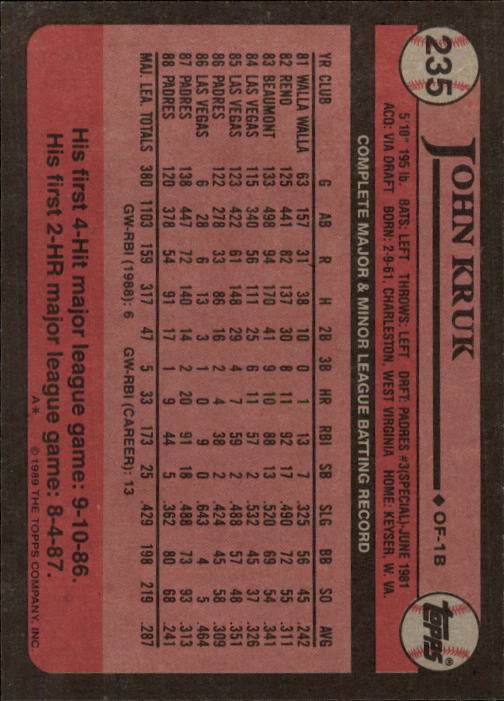 235
JOHN KRUK
♦ OF-1B
TOPPS®
5'10" 195 lb. BATS: LEFT THROWS: LEFT DRFT: PADRES #3(SPECIAL)-JUNE 1981
ACQ: VIA DRAFT BORN: 2-9-61, CHARLESTON, WEST VIRGINIA HOME: KEYSER, W. VA.
COMPLETE MAJOR & MINOR LEAGUE BATTING RECORD
YR CLUB G AB R H 2B 3B HR RBI SB SLG BB SO AVG
81 WALLA WALLA 63 157 31 38 10 0 1 13 7 .325 56 45 .242
82 RENO 125 441 82 137 30 8 11 92 17 .490 72 55 .311
83 BEAUMONT 133 498 94 170 41 9 10 88 13 .520 69 54 .341
84 LAS VEGAS 115 340 56 111 25 6 11 57 2 .532 45 37 .326
85 LAS VEGAS 123 422 61 148 29 4 7 59 2 .488 57 48 .351
86 PADRES 122 278 33 86 16 2 4 38 2 .424 45 58 .309
86 LAS VEGAS 6 28 6 13 3 1 0 9 0 .643 4 5 .464
87 PADRES 138 447 72 140 14 2 20 91 18 .488 73 93 .313
88 PADRES 120 378 54 91 17 1 9 44 5 .362 80 68 .241
MAJ. LEA. TOTALS 380 1103 159 317 47 5 33 173 25 .429 198 219 .287
GW-RBI (1988): 6 GW-RBI (CAREER): 13
His first 4-Hit major league game: 9-10-86.
His first 2-HR major league game: 8-4-87.
A* © 1989 THE TOPPS COMPANY, INC.